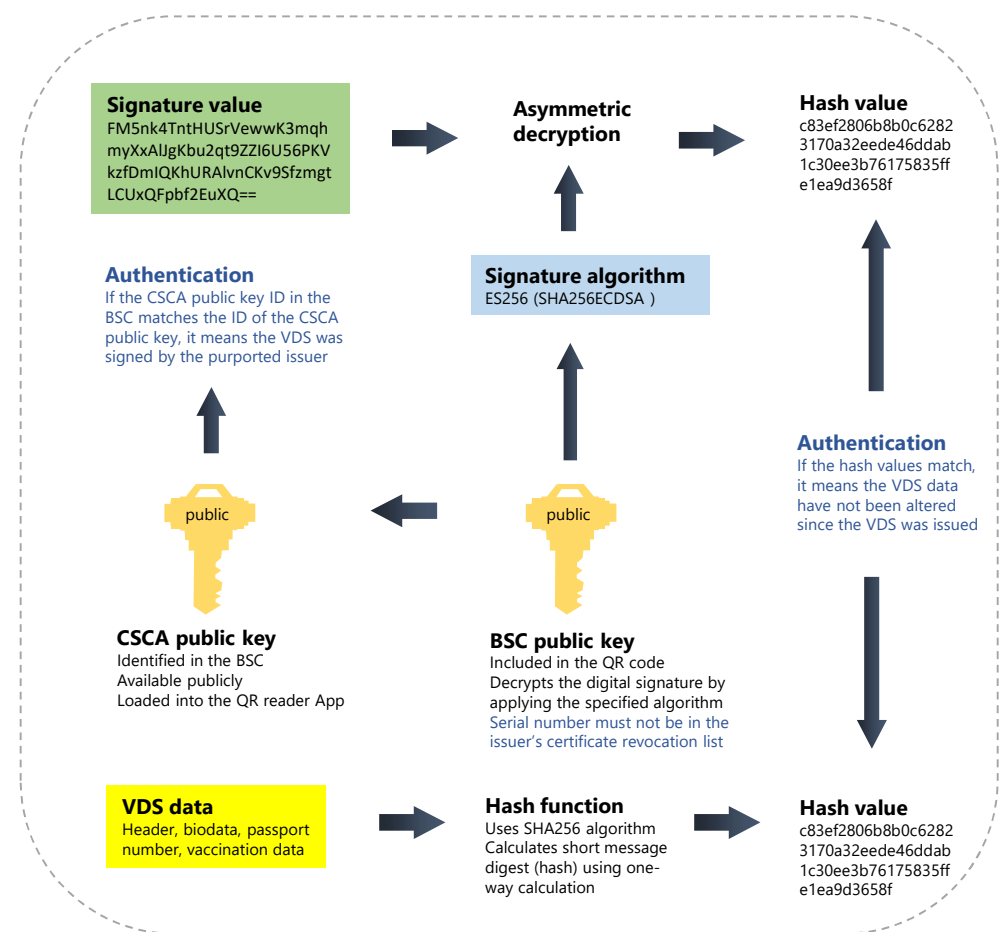 Signature value
FM5nk4TntHUSrVewwK3mqh
myXxAlJgKbu2qt9ZZI6U56PKV
kzfDmIQKhURAlvnCKv9Sfzmgt
LCUxQFpbf2EuXQ==
Asymmetric
decryption
Hash value
c83ef2806b8b0c6282
3170a32eede46ddab
1c30ee3b76175835ff
e1ea9d3658f
Authentication
If the CSCA public key ID in the
BSC matches the ID of the CSCA
public key, it means the VDS was
signed by the purported issuer
Signature algorithm
ES256 (SHA256ECDSA )
Authentication
If the hash values match,
it means the VDS data
have not been altered
since the VDS was issued
public
public
CSCA public key
Identified in the BSC
Available publicly
Loaded into the QR reader App
BSC public key
Included in the QR code
Decrypts the digital signature by
applying the specified algorithm
Serial number must not be in the
issuer’s certificate revocation list
VDS data
Header, biodata, passport
number, vaccination data
Hash function
Uses SHA256 algorithm
Calculates short message
digest (hash) using one-
way calculation
Hash value
c83ef2806b8b0c6282
3170a32eede46ddab
1c30ee3b76175835ff
e1ea9d3658f